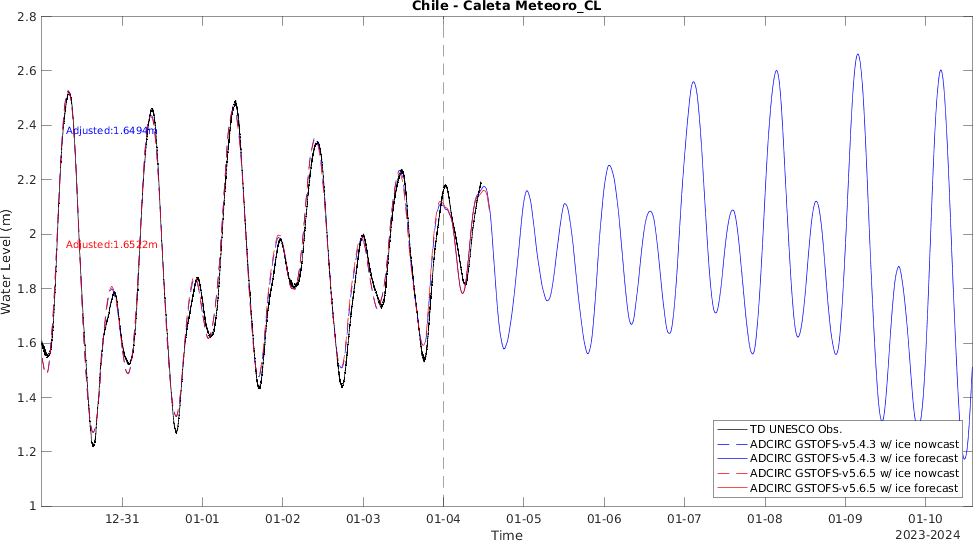 Chile - Caleta Meteoro_CL
2.8
2.6
2.4
2.2
2
1.8
1.6
1.4
1.2
1
Water Level (m)
Adjusted:1.6494m
Adjusted:1.6522m
TD UNESCO Obs.
ADCIRC GSTOFS-v5.4.3 w/ ice nowcast
ADCIRC GSTOFS-v5.4.3 w/ ice forecast
ADCIRC GSTOFS-v5.6.5 w/ ice nowcast
ADCIRC GSTOFS-v5.6.5 w/ ice forecast
12-31 01-01 01-02 01-03 01-04 01-05 01-06 01-07 01-08 01-09 01-10
Time
2023-2024